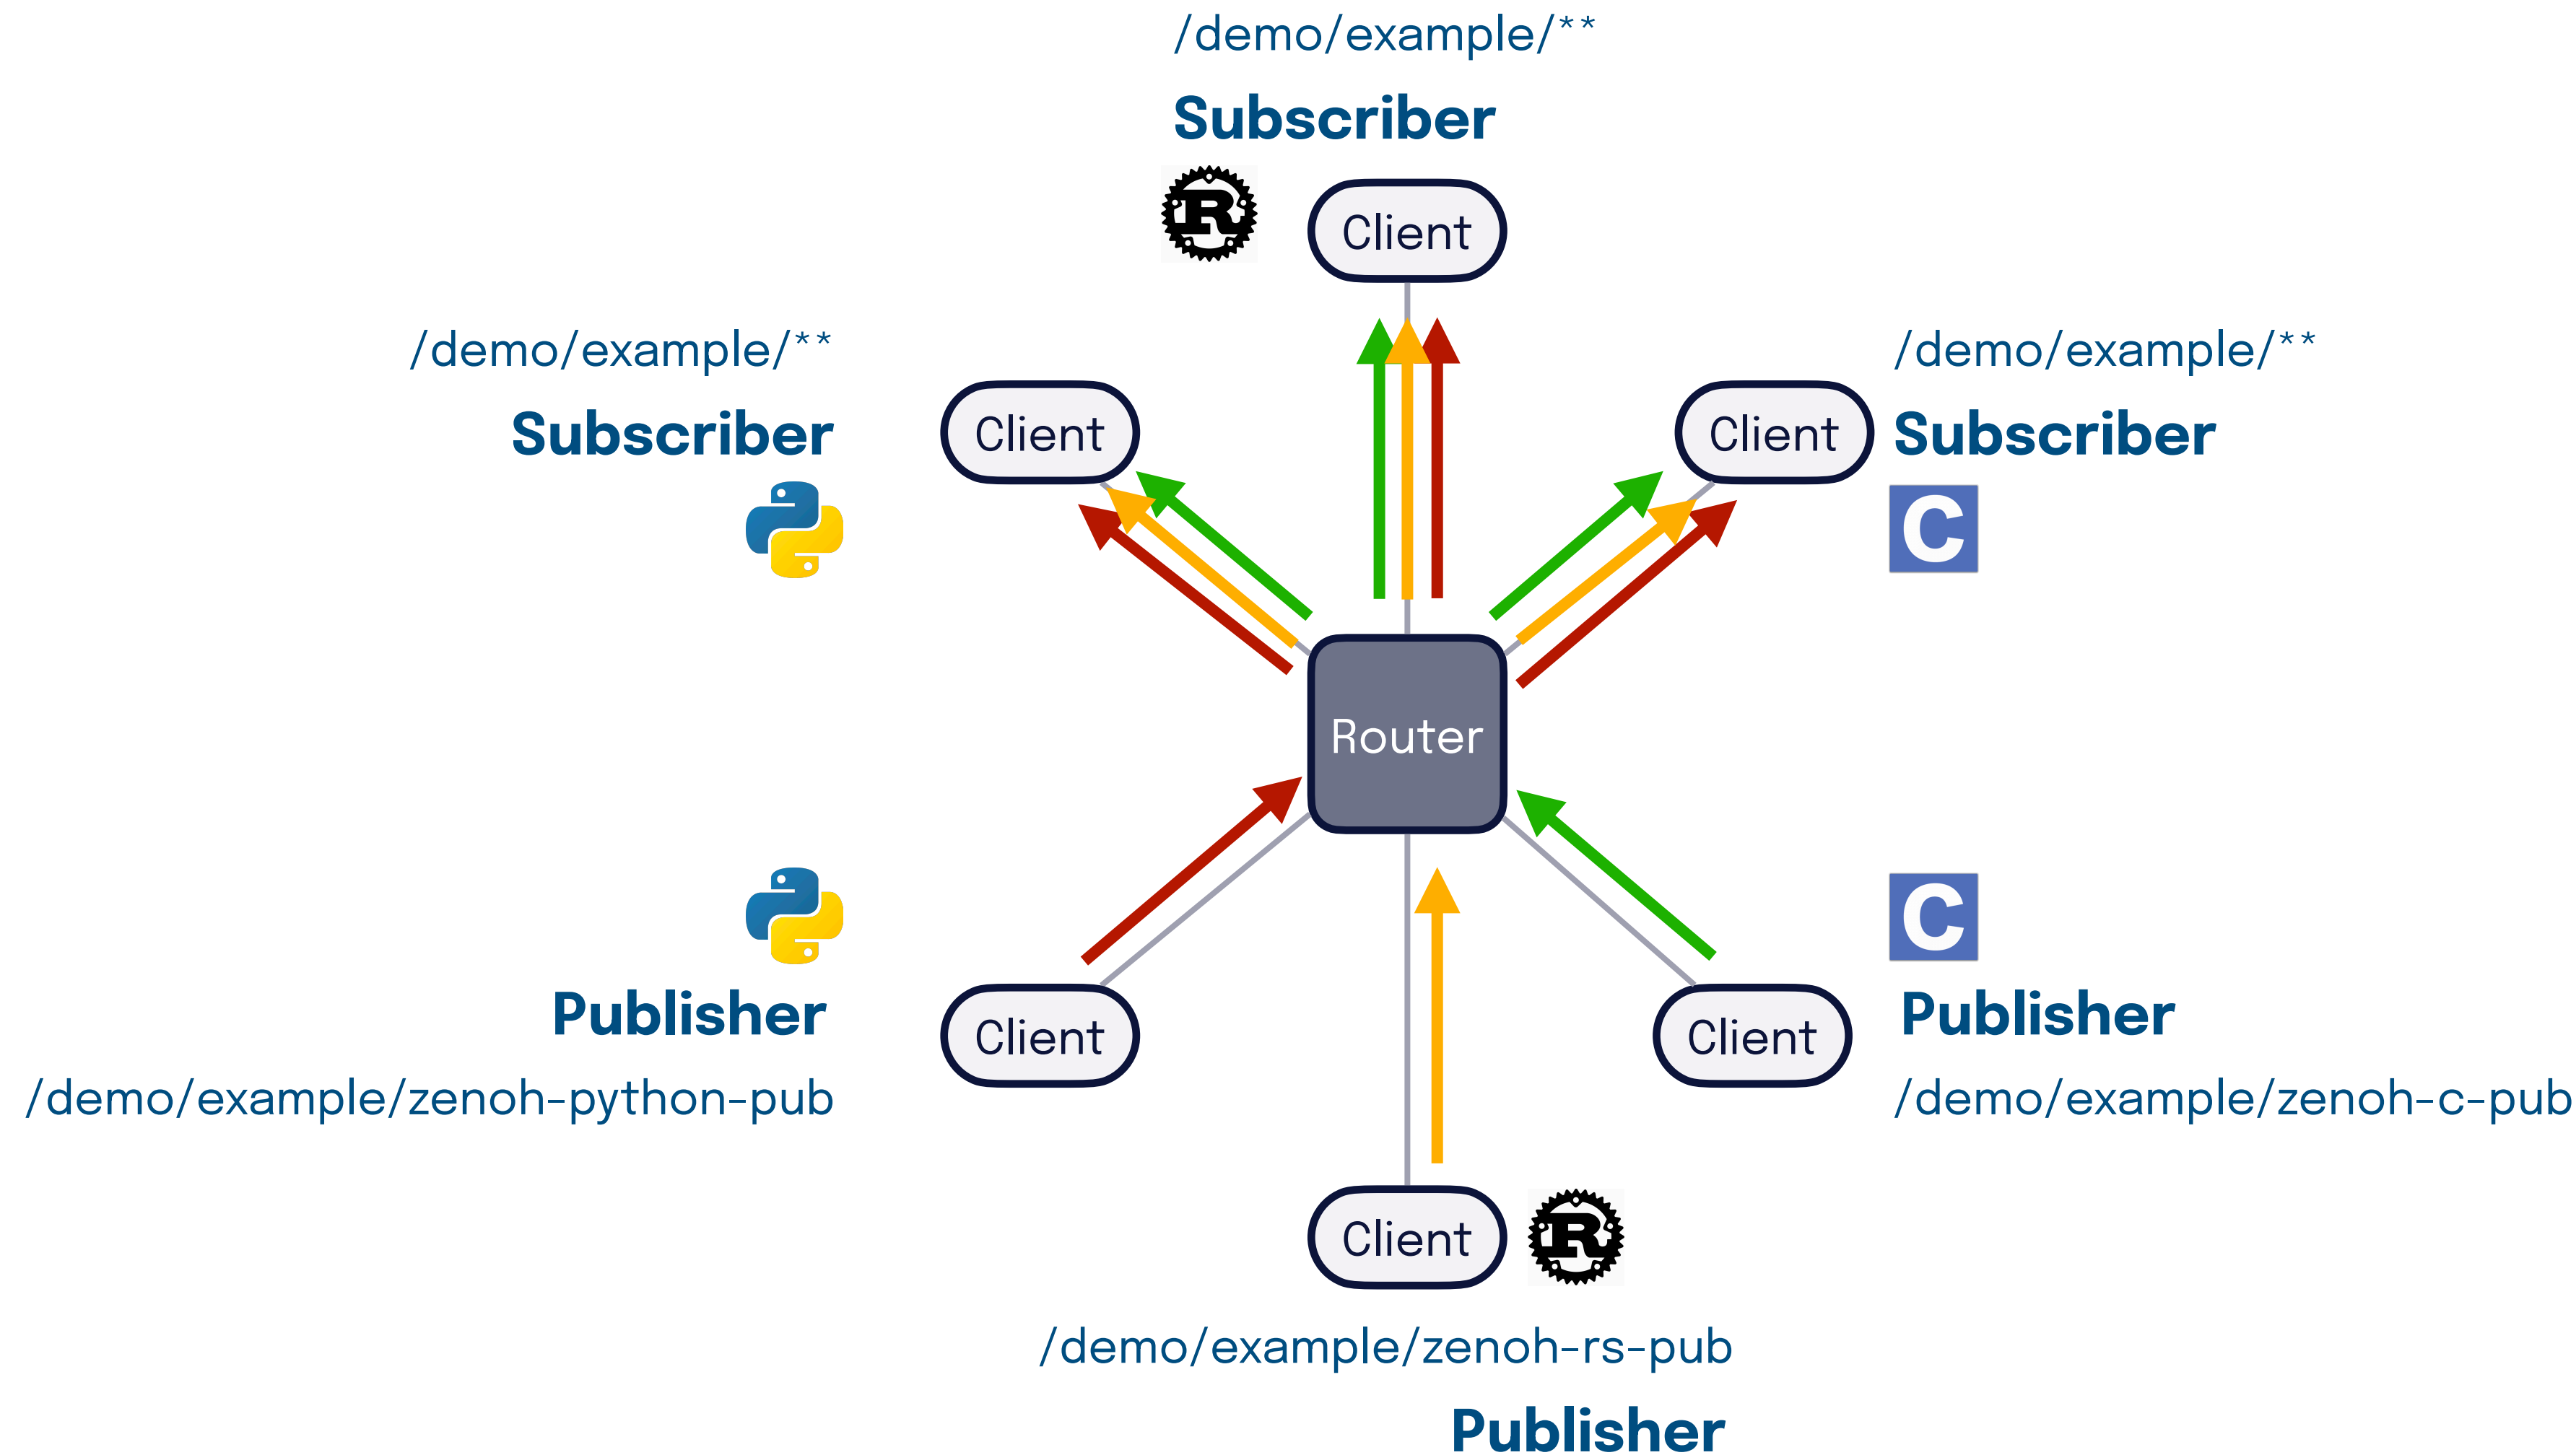 /demo/example/**
Subscriber
R
Client
/demo/example/**
Subscriber
Client
Client
/demo/example/**
Subscriber
C
Router
Publisher
/demo/example/zenoh-python-pub
Client
Client
C
Publisher
/demo/example/zenoh-c-pub
Client
R
/demo/example/zenoh-rs-pub
Publisher